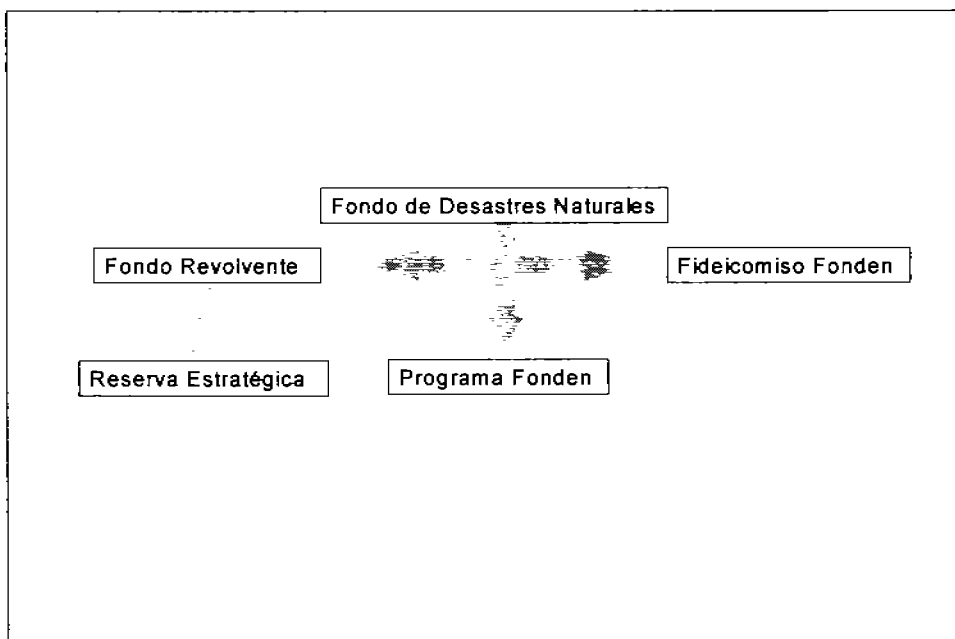 Fondo de Desastres Naturales
Fondo Revolvente
Fideicomiso Fonden
Reserva Estratégica
Programa Fonden